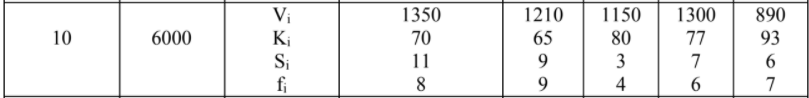 Vᵢ 1350 1210 1150 1300 890
10 6000 Kᵢ 70 65 80 77 93
Sᵢ 11 9 3 7 6
fᵢ 8 9 4 6 7